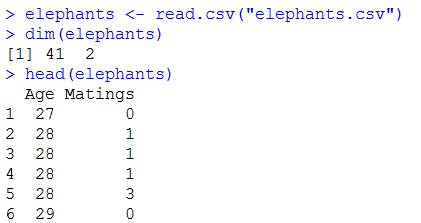 > elephants <- read.csv("elephants.csv")
> dim(elephants)
[1] 41  2
> head(elephants)
  Age Matings
1  27       0
2  28       1
3  28       1
4  28       1
5  28       3
6  29       0